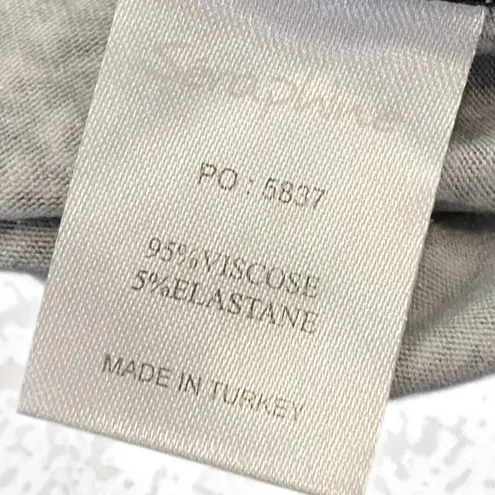 PO : 5837
95%VISCOSE
5%ELASTANE
MADE IN TURKEY